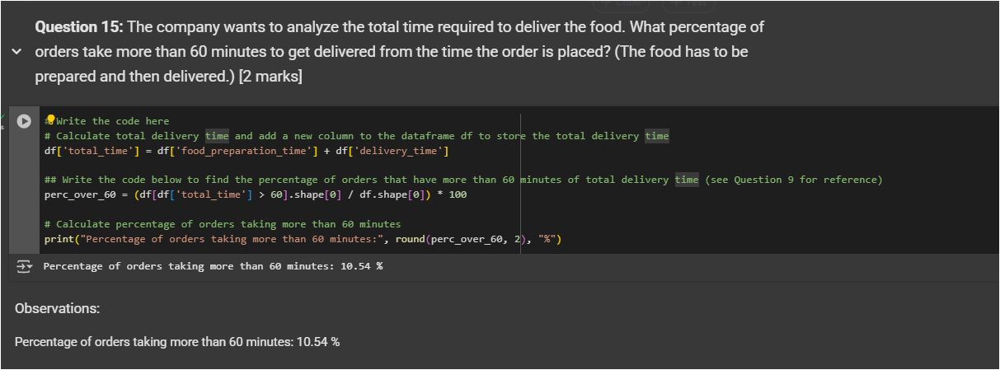 + Code + Text
Question 15: The company wants to analyze the total time required to deliver the food. What percentage of
orders take more than 60 minutes to get delivered from the time the order is placed? (The food has to be
prepared and then delivered.) [2 marks]
Write the code here
# Calculate total delivery time and add a new column to the dataframe df to store the total delivery time
df['total_time'] = df['food_preparation_time'] + df['delivery_time']
## Write the code below to find the percentage of orders that have more than 60 minutes of total delivery time (see Question 9 for reference)
perc_over_60 = (df[df['total_time'] > 60].shape[0] / df.shape[0]) * 100
# Calculate percentage of orders taking more than 60 minutes
print("Percentage of orders taking more than 60 minutes:", round(perc_over_60, 2), "%")
Percentage of orders taking more than 60 minutes: 10.54 %
Observations:
Percentage of orders taking more than 60 minutes: 10.54 %